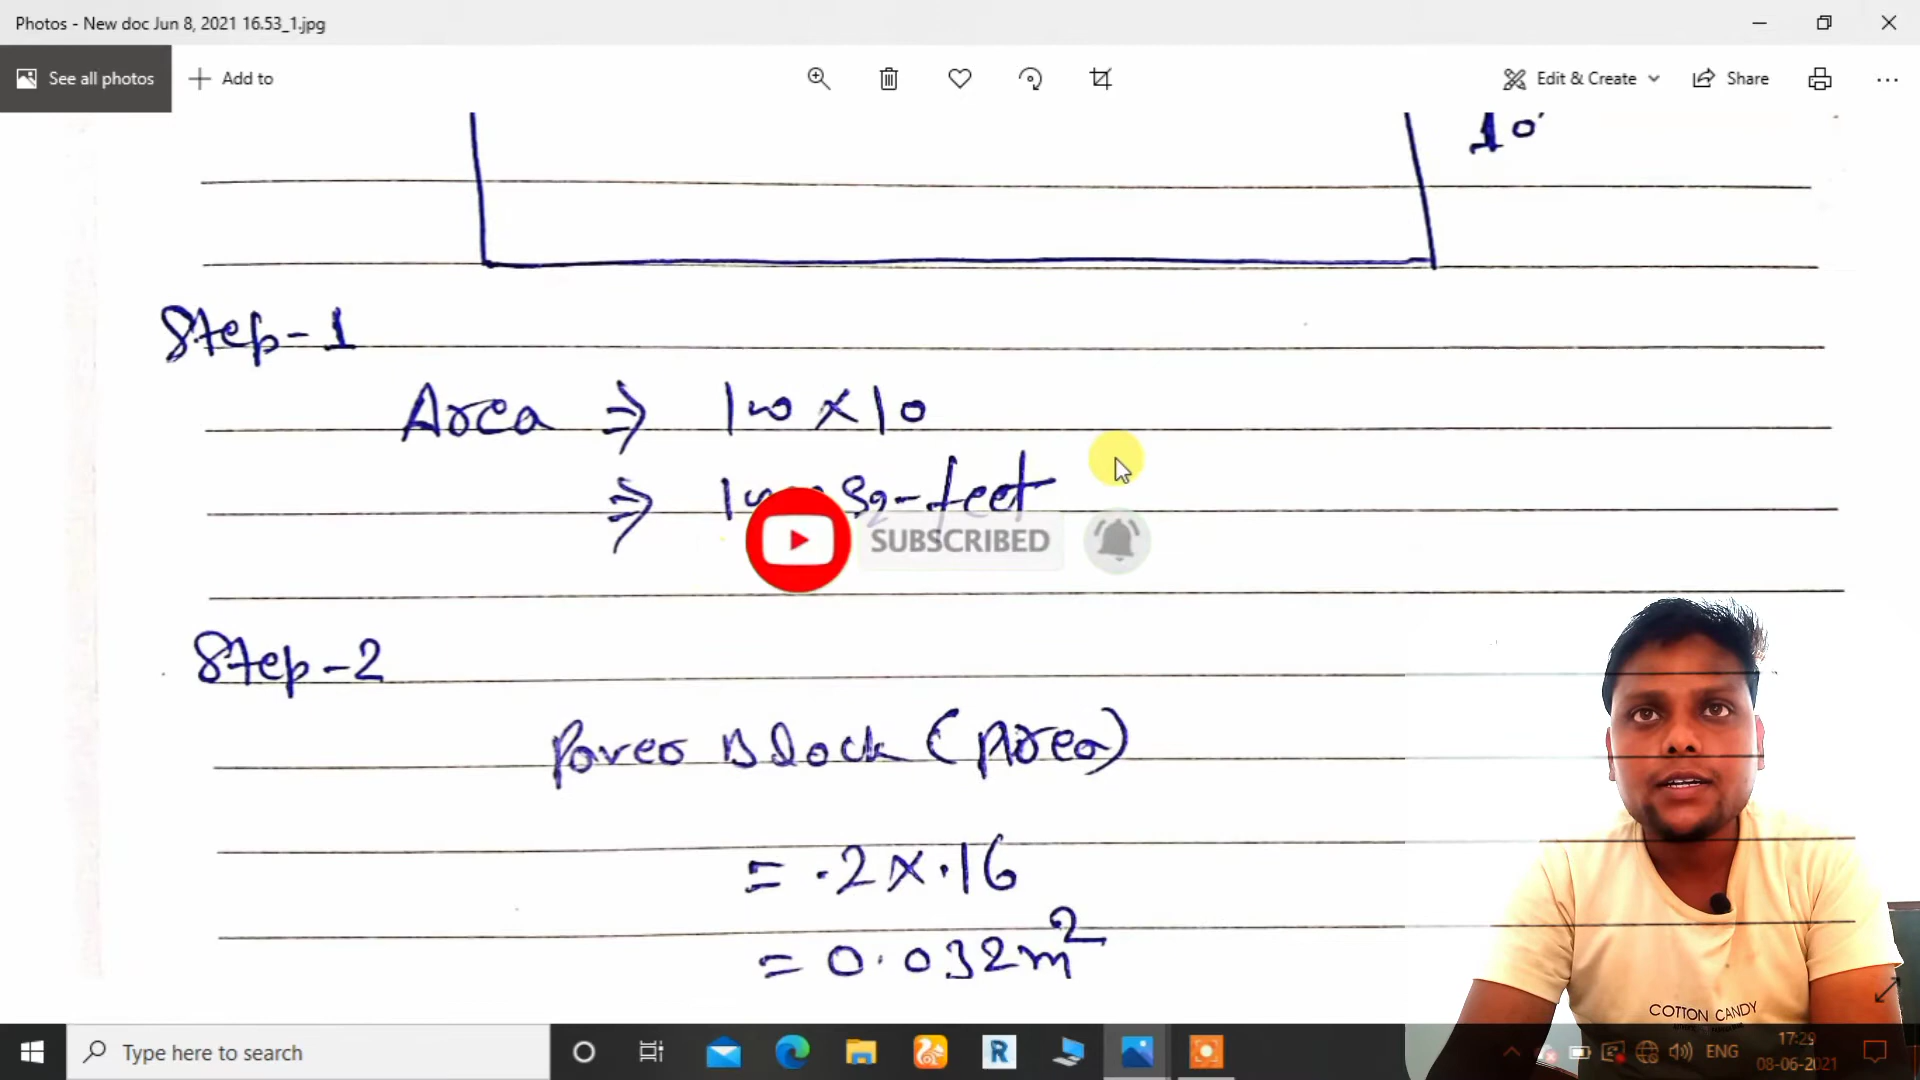 Photos - New doc Jun 8, 2021 16.53_1.jpg
See all photos
Add to
Edit & Create
Share
10'
Step-1
Area ⇒ 100 × 10
⇒ Sq-feet
SUBSCRIBED
Step-2
Paver Block (Area)
= .2 × .16
= 0.032m²
COTTON CANDY
Type here to search
R
ENG
17:29
08-06-2021